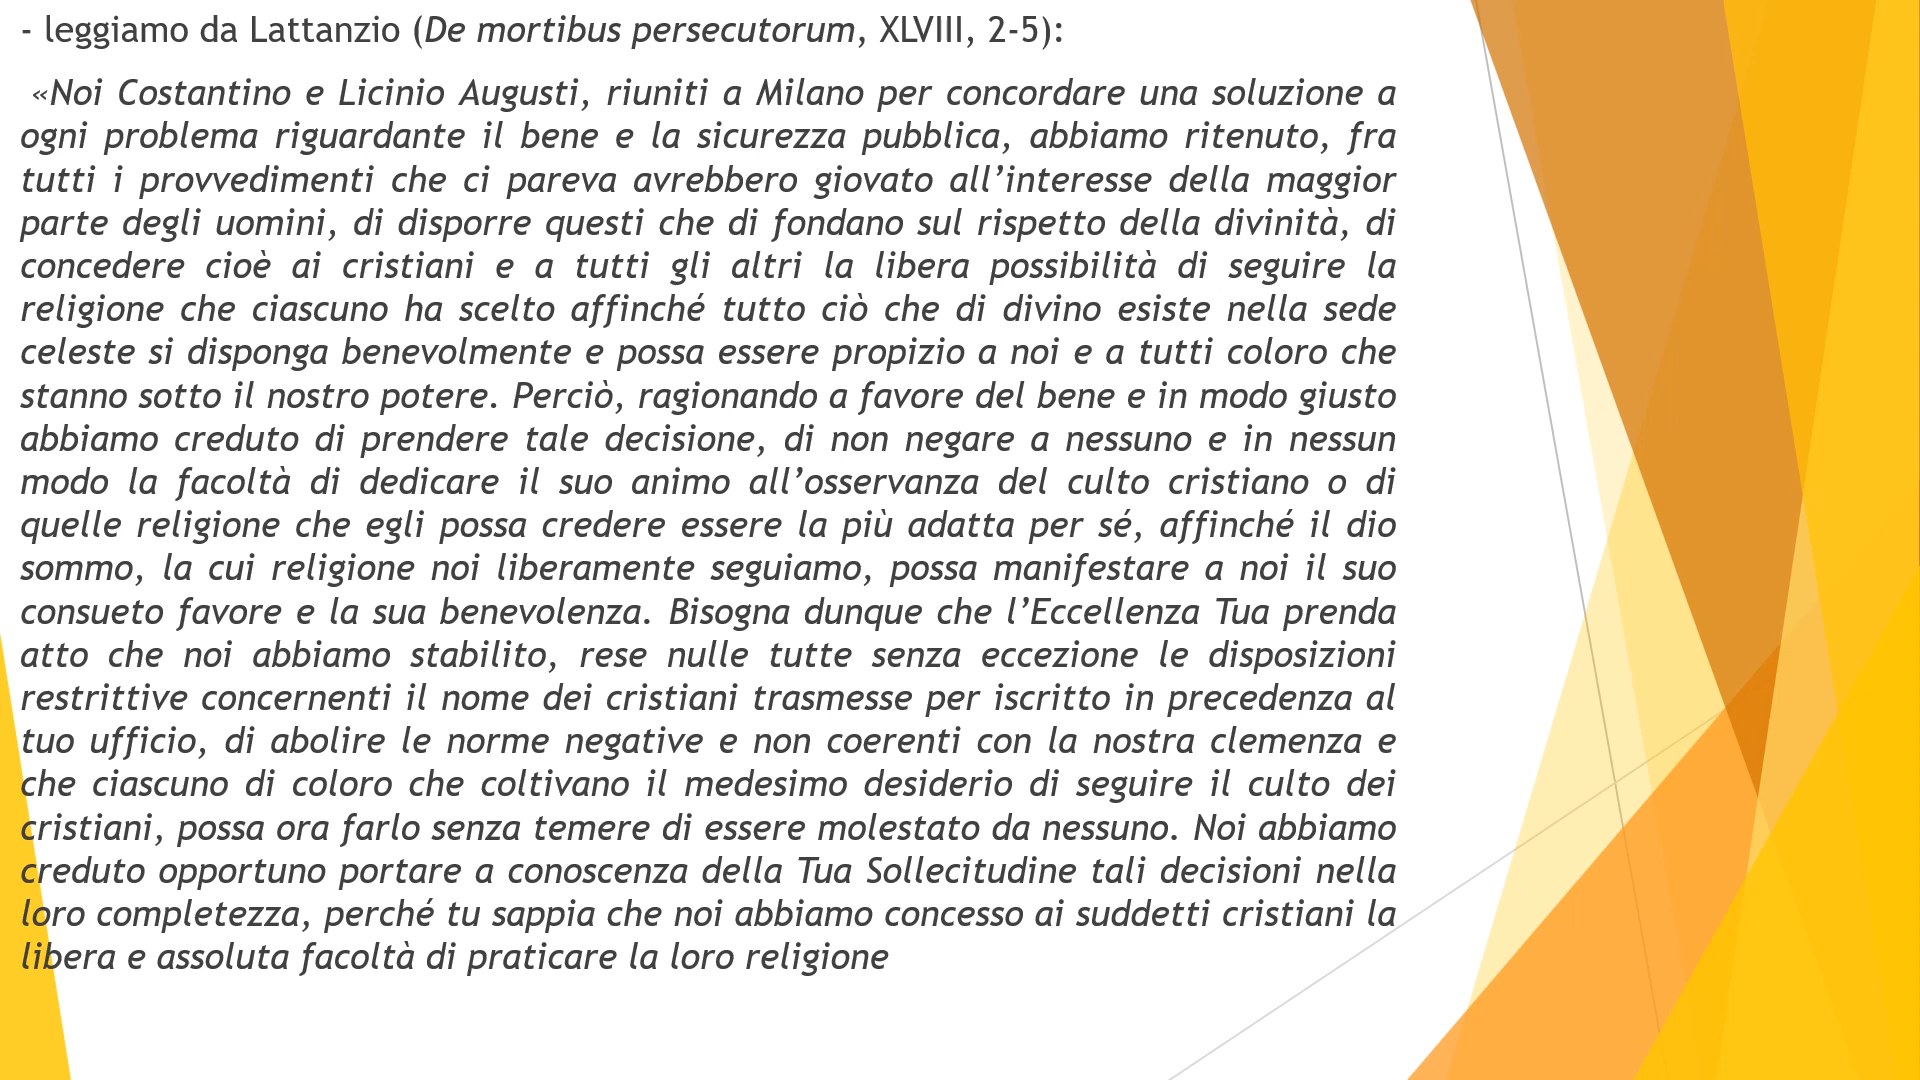 - leggiamo da Lattanzio (De mortibus persecutorum, XLVIII, 2-5):
«Noi Costantino e Licinio Augusti, riuniti a Milano per concordare una soluzione a
ogni problema riguardante il bene e la sicurezza pubblica, abbiamo ritenuto, fra
tutti i provvedimenti che ci pareva avrebbero giovato all’interesse della maggior
parte degli uomini, di disporre questi che di fondano sul rispetto della divinità, di
concedere cioè ai cristiani e a tutti gli altri la libera possibilità di seguire la
religione che ciascuno ha scelto affinché tutto ciò che di divino esiste nella sede
celeste si disponga benevolmente e possa essere propizio a noi e a tutti coloro che
stanno sotto il nostro potere. Perciò, ragionando a favore del bene e in modo giusto
abbiamo creduto di prendere tale decisione, di non negare a nessuno e in nessun
modo la facoltà di dedicare il suo animo all’osservanza del culto cristiano o di
quelle religione che egli possa credere essere la più adatta per sé, affinché il dio
sommo, la cui religione noi liberamente seguiamo, possa manifestare a noi il suo
consueto favore e la sua benevolenza. Bisogna dunque che l’Eccellenza Tua prenda
atto che noi abbiamo stabilito, rese nulle tutte senza eccezione le disposizioni
restrittive concernenti il nome dei cristiani trasmesse per iscritto in precedenza al
tuo ufficio, di abolire le norme negative e non coerenti con la nostra clemenza e
che ciascuno di coloro che coltivano il medesimo desiderio di seguire il culto dei
cristiani, possa ora farlo senza temere di essere molestato da nessuno. Noi abbiamo
creduto opportuno portare a conoscenza della Tua Sollecitudine tali decisioni nella
loro completezza, perché tu sappia che noi abbiamo concesso ai suddetti cristiani la
libera e assoluta facoltà di praticare la loro religione